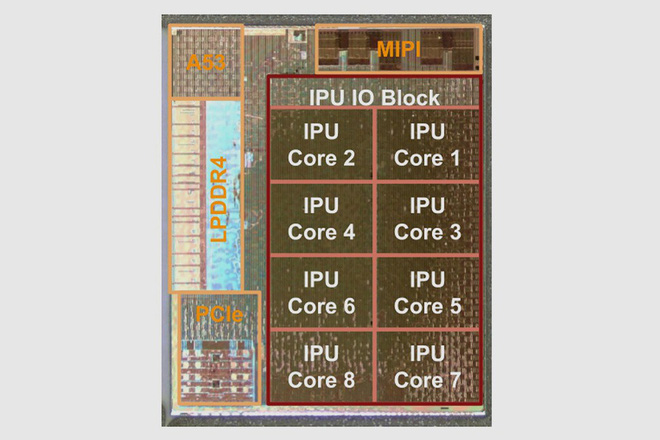 A53
MIPI
IPU IO Block
IPU
Core 2
IPU
Core 1
LPDDR4
IPU
Core 4
IPU
Core 3
IPU
Core 6
IPU
Core 5
PCIe
IPU
Core 8
IPU
Core 7